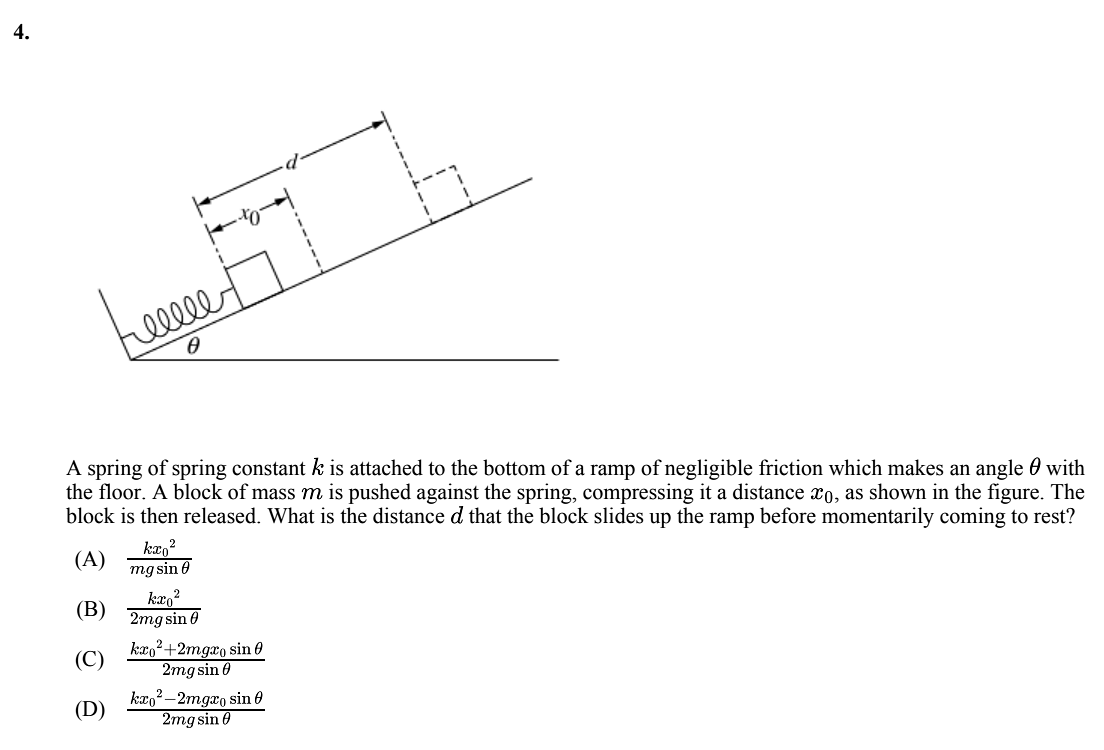 4.
d
x₀
θ
A spring of spring constant k is attached to the bottom of a ramp of negligible friction which makes an angle θ with
the floor. A block of mass m is pushed against the spring, compressing it a distance x₀, as shown in the figure. The
block is then released. What is the distance d that the block slides up the ramp before momentarily coming to rest?
(A) kx₀²/mg sin θ
(B) kx₀²/2mg sin θ
(C) kx₀²+2mgx₀ sin θ/2mg sin θ
(D) kx₀²−2mgx₀ sin θ/2mg sin θ